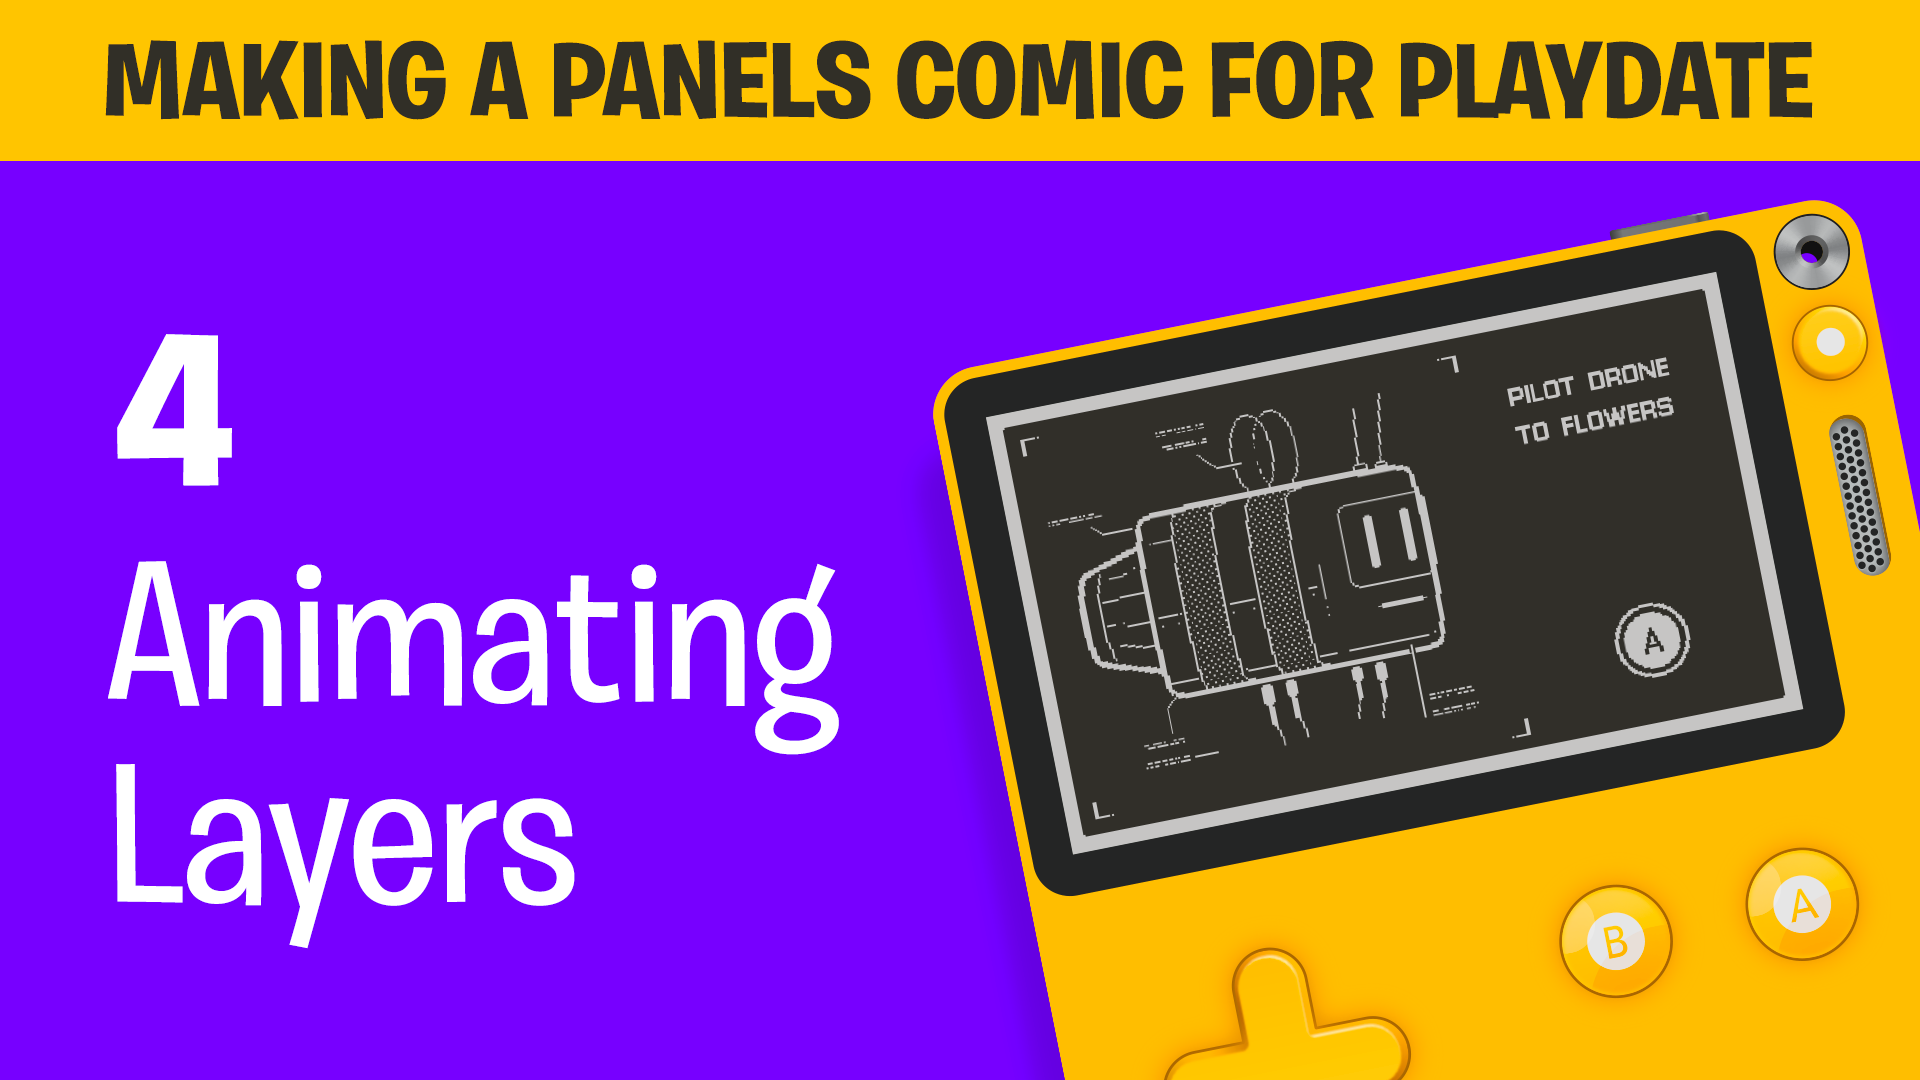 MAKING A PANELS COMIC FOR PLAYDATE
4
Animating
Layers
PILOT DRONE
TO FLOWERS
A
B
A